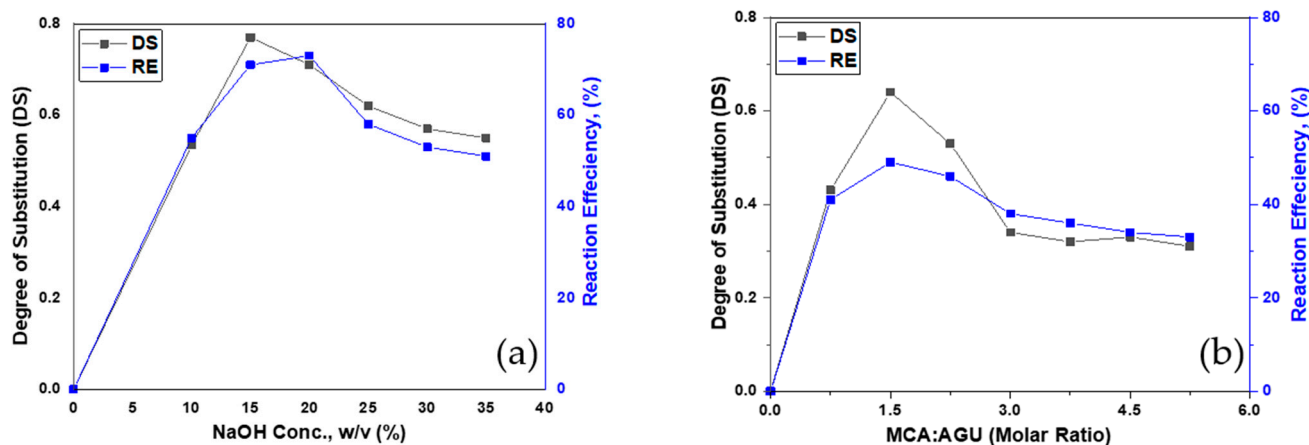 DS
RE
Degree of Substitution (DS)
0.8
0.6
0.4
0.2
0.0
80
60
40
20
0
Reaction Effeciency, (%)
0 5 10 15 20 25 30 35 40
NaOH Conc., w/v (%)
(a)
DS
RE
Degree of Substitution (DS)
0.8
0.6
0.4
0.2
0.0
80
60
40
20
0
Reaction Effeciency, (%)
0.0 1.5 3.0 4.5 6.0
MCA:AGU (Molar Ratio)
(b)